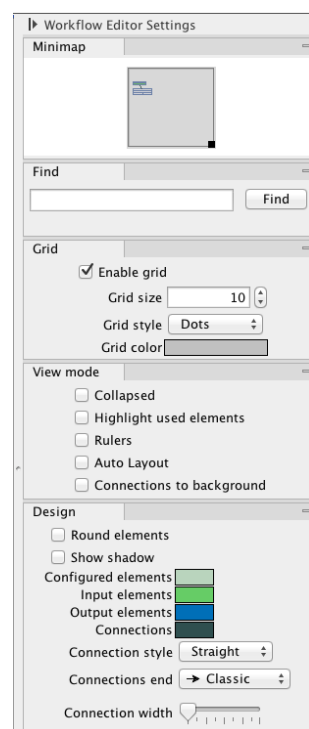 Workflow Editor Settings
Minimap
Find
Find
Grid
Enable grid
Grid size 10
Grid style Dots
Grid color
View mode
Collapsed
Highlight used elements
Rulers
Auto Layout
Connections to background
Design
Round elements
Show shadow
Configured elements
Input elements
Output elements
Connections
Connection style Straight
Connections end Classic
Connection width